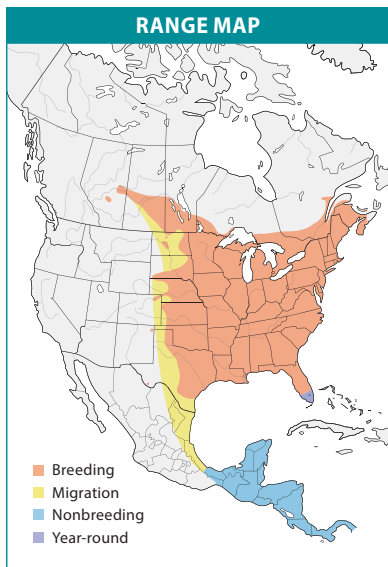 RANGE MAP
Breeding
Migration
Nonbreeding
Year-round